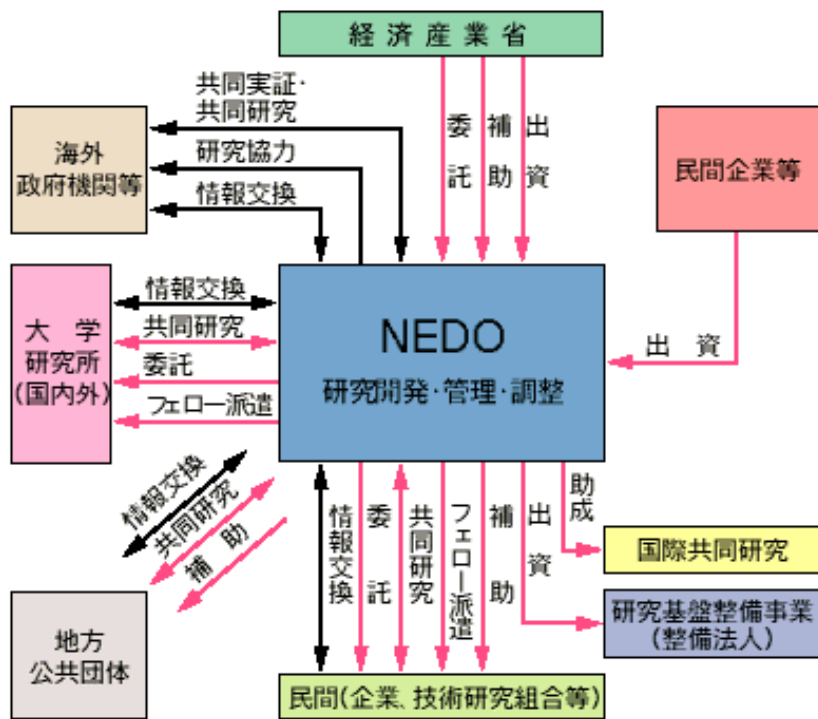 経済産業省
共同実証・
共同研究
研究協力
情報交換
海外
政府機関等
委託
補助
出資
民間企業等
出資
大学
研究所
(国内外)
情報交換
共同研究
委託
フェロー派遣
NEDO
研究開発・管理・調整
情報交換
共同研究
補助
地方
公共団体
情報交換
委託
共同研究
フェロー派遣
補助
出資
助成
国際共同研究
研究基盤整備事業
(整備法人)
民間(企業、技術研究組合等)